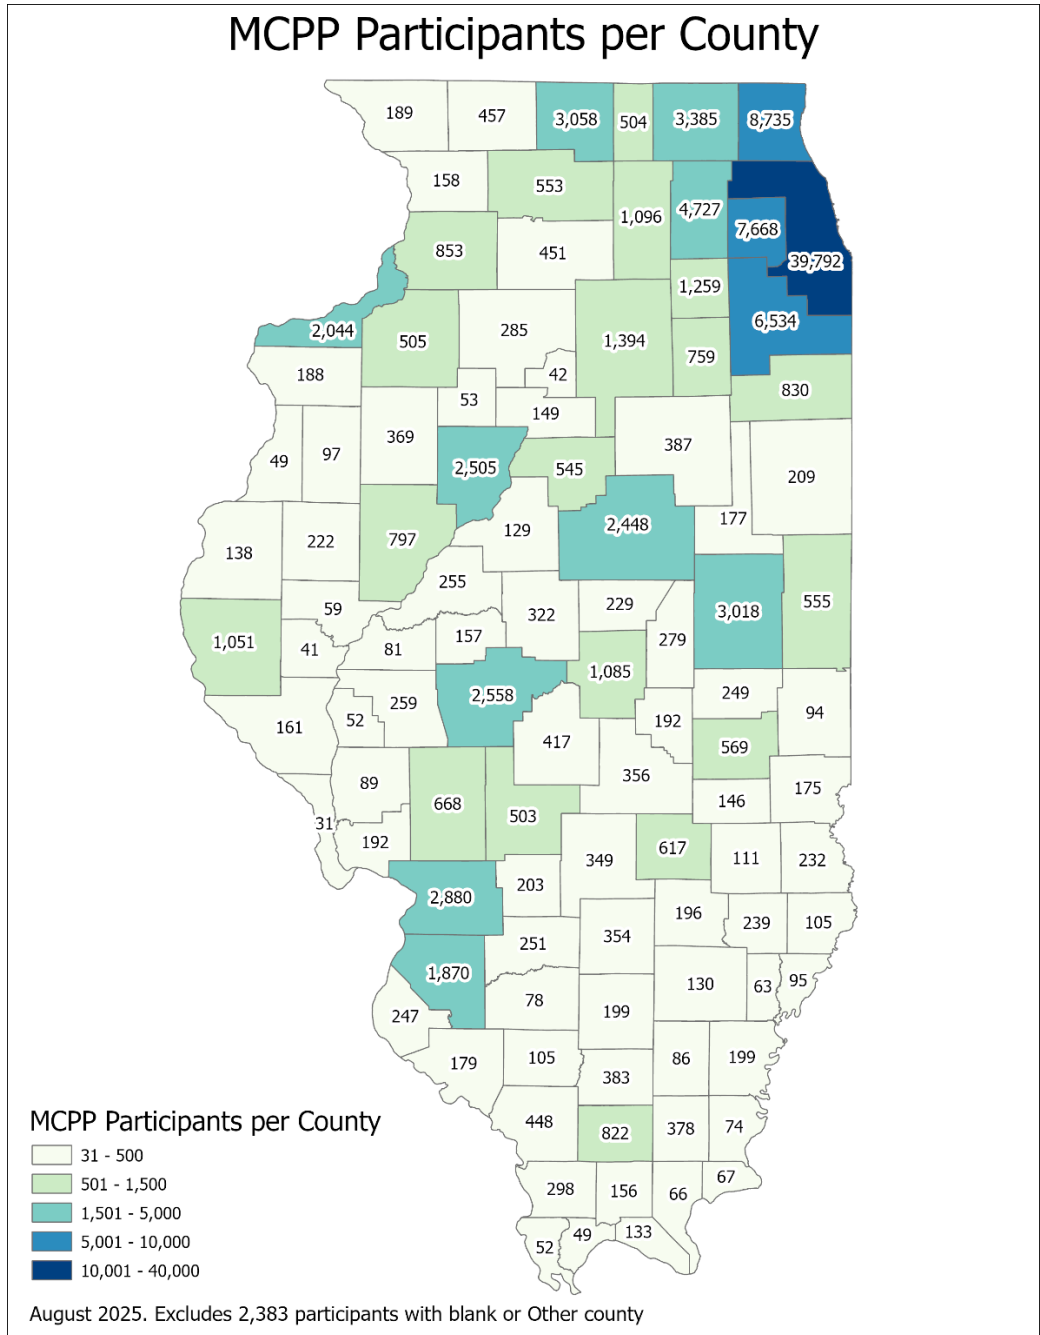 MCPP Participants per County
189 457 3,058 504 3,385 8,735
158 553 1,096 4,727 7,668
853 451 39,792
1,259
2,044 505 285 1,394 759 6,534
188 42 830
53 149
49 97 369 2,505 545 387 209
138 222 797 129 2,448 177
255
59 322 229 3,018 555
1,051 41 81 157 279
1,085
161 52 259 2,558 192 249 94
417 569
89 668 503 356 146 175
31 192
349 617 111 232
2,880 203
196 239 105
251 354
1,870 130 63 95
247 78 199
179 105 383 86 199
448 822 378 74
298 156 66 67
52 49 133
MCPP Participants per County
31 - 500
501 - 1,500
1,501 - 5,000
5,001 - 10,000
10,001 - 40,000
August 2025. Excludes 2,383 participants with blank or Other county